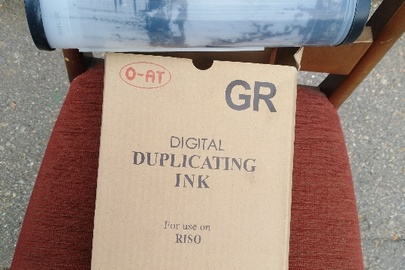 O-AT
GR
DIGITAL
DUPLICATING
INK
For use on
RISO